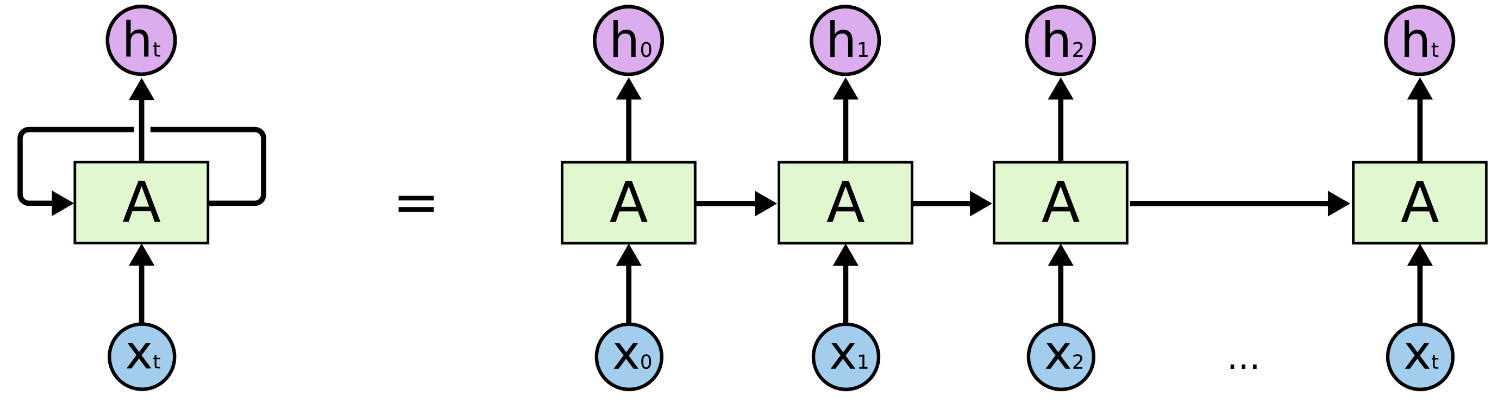 hₜ h₀ h₁ h₂ hₜ
A = A A A A
xₜ x₀ x₁ x₂ ... xₜ